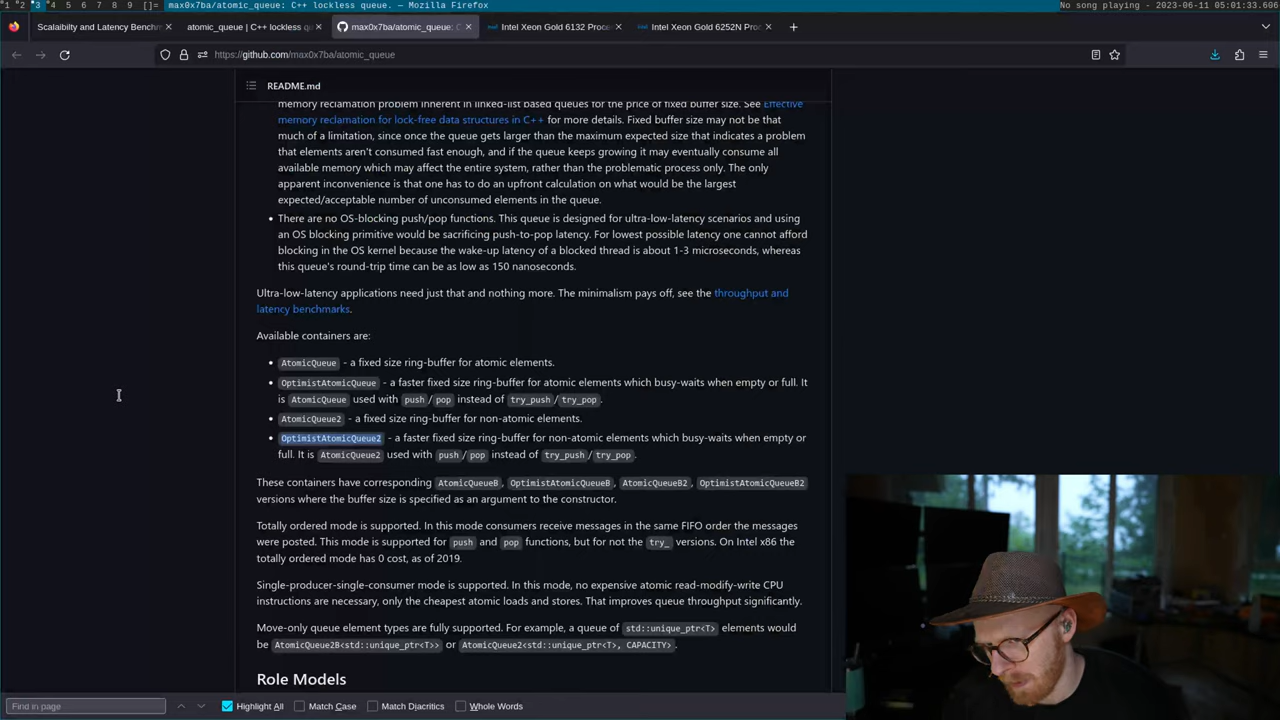 1 2 3 4 5 6 7 8 9 []= max0x7ba/atomic_queue: C++ lockless queue. — Mozilla Firefox No song playing - 2023-06-11 05:01:33.606
Scalaibilty and Latency Benchm × atomic_queue | C++ lockless q × max0x7ba/atomic_queue: C × Intel Xeon Gold 6132 Proce × Intel Xeon Gold 6252N Proc × +
https://github.com/max0x7ba/atomic_queue
README.md
memory reclamation problem inherent in linked-list based queues for the price of fixed buffer size. See Effective
memory reclamation for lock-free data structures in C++ for more details. Fixed buffer size may not be that
much of a limitation, since once the queue gets larger than the maximum expected size that indicates a problem
that elements aren't consumed fast enough, and if the queue keeps growing it may eventually consume all
available memory which may affect the entire system, rather than the problematic process only. The only
apparent inconvenience is that one has to do an upfront calculation on what would be the largest
expected/acceptable number of unconsumed elements in the queue.
• There are no OS-blocking push/pop functions. This queue is designed for ultra-low-latency scenarios and using
an OS blocking primitive would be sacrificing push-to-pop latency. For lowest possible latency one cannot afford
blocking in the OS kernel because the wake-up latency of a blocked thread is about 1-3 microseconds, whereas
this queue's round-trip time can be as low as 150 nanoseconds.
Ultra-low-latency applications need just that and nothing more. The minimalism pays off, see the throughput and
latency benchmarks.
Available containers are:
• AtomicQueue - a fixed size ring-buffer for atomic elements.
• OptimistAtomicQueue - a faster fixed size ring-buffer for atomic elements which busy-waits when empty or full. It
is AtomicQueue used with push/pop instead of try_push/try_pop.
• AtomicQueue2 - a fixed size ring-buffer for non-atomic elements.
• OptimistAtomicQueue2 - a faster fixed size ring-buffer for non-atomic elements which busy-waits when empty or
full. It is AtomicQueue2 used with push/pop instead of try_push/try_pop.
These containers have corresponding AtomicQueueB, OptimistAtomicQueueB, AtomicQueueB2, OptimistAtomicQueueB2
versions where the buffer size is specified as an argument to the constructor.
Totally ordered mode is supported. In this mode consumers receive messages in the same FIFO order the messages
were posted. This mode is supported for push and pop functions, but for not the try_ versions. On Intel x86 the
totally ordered mode has 0 cost, as of 2019.
Single-producer-single-consumer mode is supported. In this mode, no expensive atomic read-modify-write CPU
instructions are necessary, only the cheapest atomic loads and stores. That improves queue throughput significantly.
Move-only queue element types are fully supported. For example, a queue of std::unique_ptr<T> elements would
be AtomicQueue2B<std::unique_ptr<T>> or AtomicQueue2<std::unique_ptr<T>, CAPACITY>.
Role Models
Find in page Highlight All Match Case Match Diacritics Whole Words